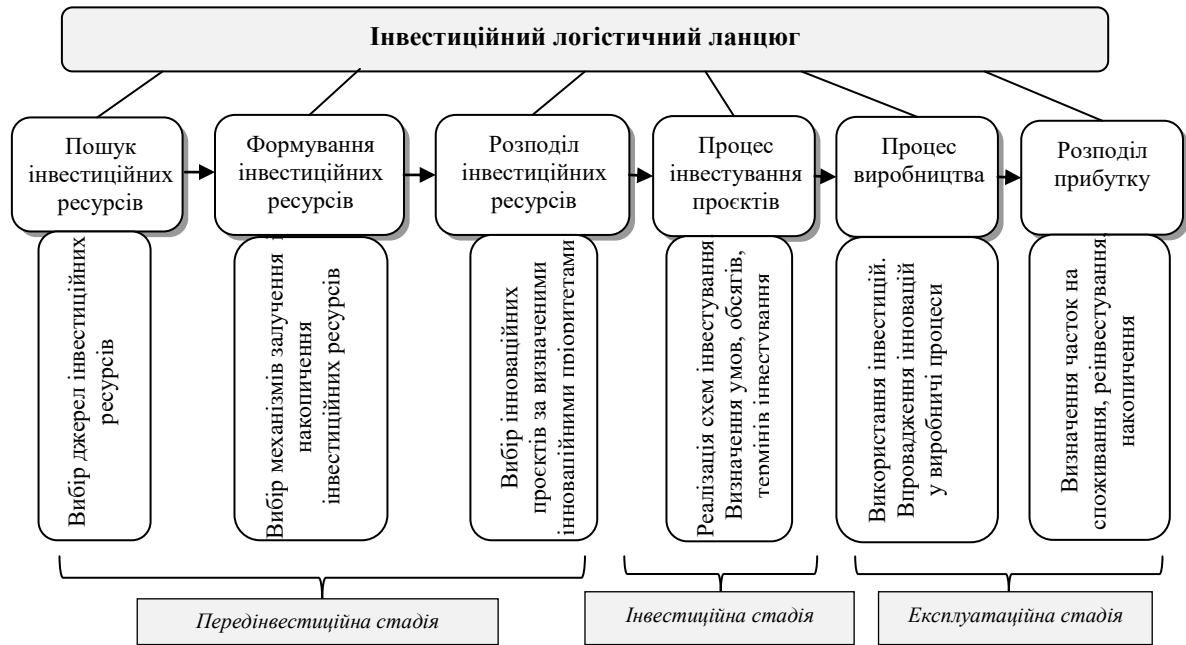 Інвестиційний логістичний ланцюг
Пошук
інвестиційних
ресурсів
Формування
інвестиційних
ресурсів
Розподіл
інвестиційних
ресурсів
Процес
інвестування
проєктів
Процес
виробництва
Розподіл
прибутку
Вибір джерел інвестиційних
ресурсів
Вибір механізмів залучення і
накопичення
інвестиційних ресурсів
Вибір інноваційних
проєктів за визначеними
інноваційними пріоритетами
Реалізація схем інвестування
Визначення умов, обсягів,
термінів інвестування
Використання інвестицій.
Впровадження інновацій
у виробничі процеси
Визначення часток на
споживання, реінвестування,
накопичення
Передінвестиційна стадія
Інвестиційна стадія
Експлуатаційна стадія